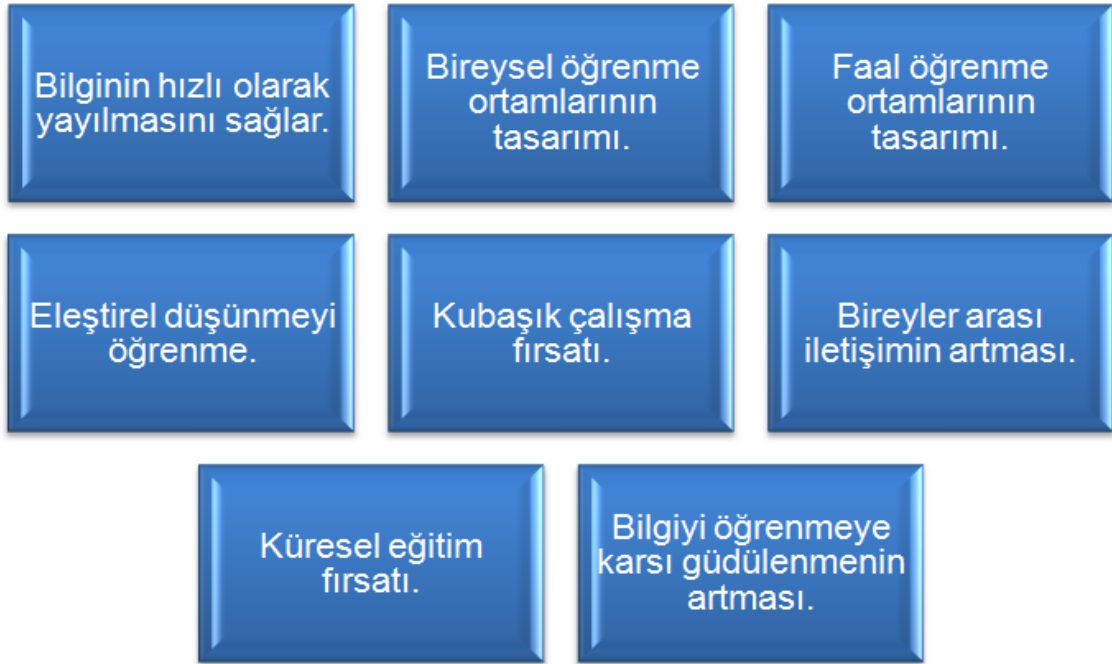 Bilginin hızlı olarak
yayılmasını sağlar.
Bireysel öğrenme
ortamlarının
tasarımı.
Faal öğrenme
ortamlarının
tasarımı.
Eleştirel düşünmeyi
öğrenme.
Kubaşık çalışma
fırsatı.
Bireyler arası
iletişimin artması.
Küresel eğitim
fırsatı.
Bilgiyi öğrenmeye
karsı güdülenmenin
artması.